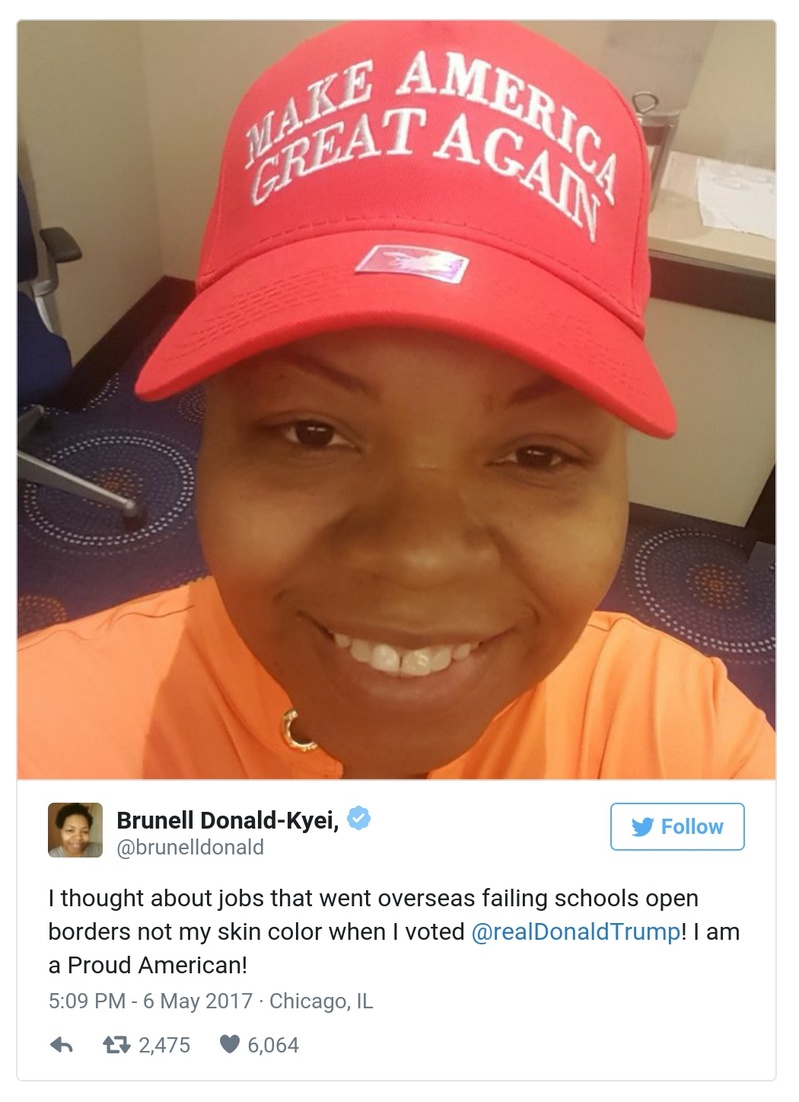 MAKE AMERICA
GREAT AGAIN
Brunell Donald-Kyei,
@brunelldonald
Follow
I thought about jobs that went overseas failing schools open
borders not my skin color when I voted @realDonaldTrump! I am
a Proud American!
5:09 PM - 6 May 2017 · Chicago, IL
2,475
6,064